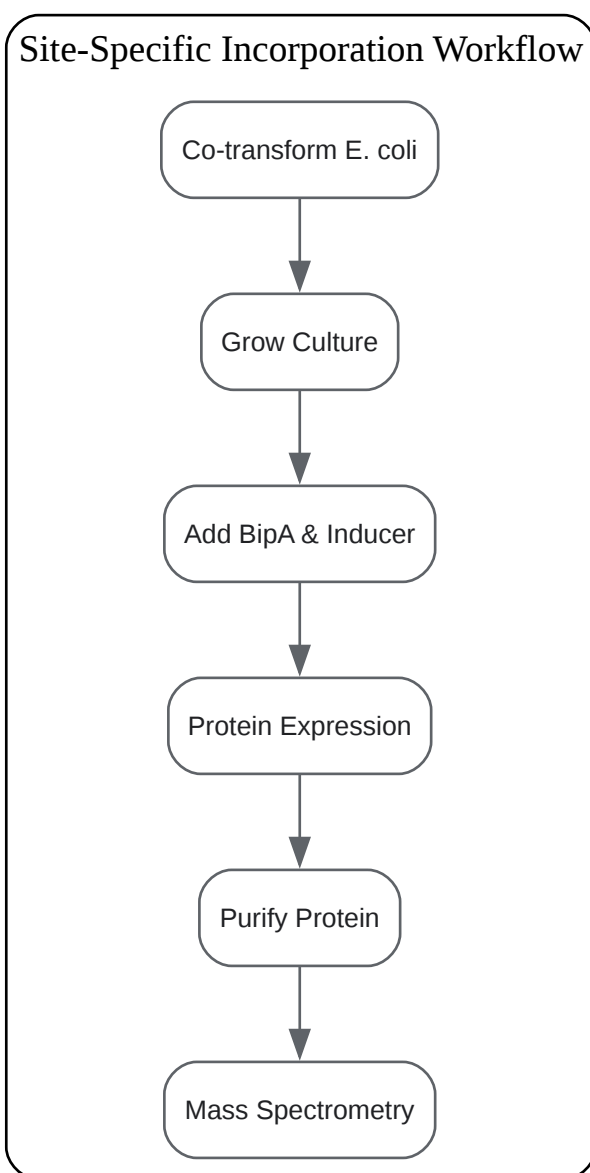 Site-Specific Incorporation Workflow
Co-transform E. coli
Grow Culture
Add BipA & Inducer
Protein Expression
Purify Protein
Mass Spectrometry